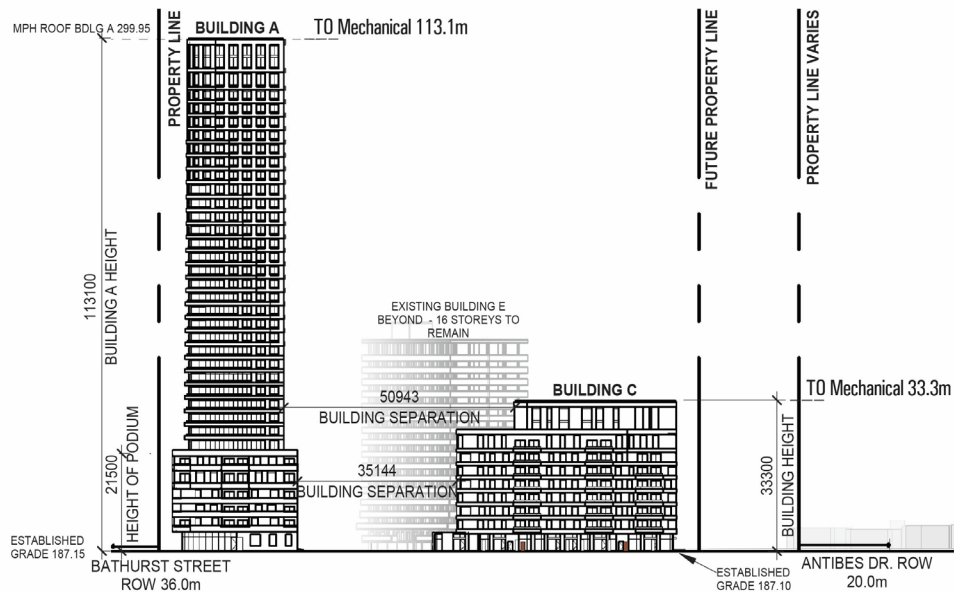 MPH ROOF BDLG A 299.95
BUILDING A
TO Mechanical 113.1m
PROPERTY LINE
FUTURE PROPERTY LINE
PROPERTY LINE VARIES
113100
BUILDING A HEIGHT
EXISTING BUILDING E
BEYOND - 16 STOREYS TO
REMAIN
BUILDING C
50943
BUILDING SEPARATION
TO Mechanical 33.3m
21500
HEIGHT OF PODIUM
35144
BUILDING SEPARATION
33300
BUILDING HEIGHT
ESTABLISHED
GRADE 187.15
BATHURST STREET
ROW 36.0m
ESTABLISHED
GRADE 187.10
ANTIBES DR. ROW
20.0m